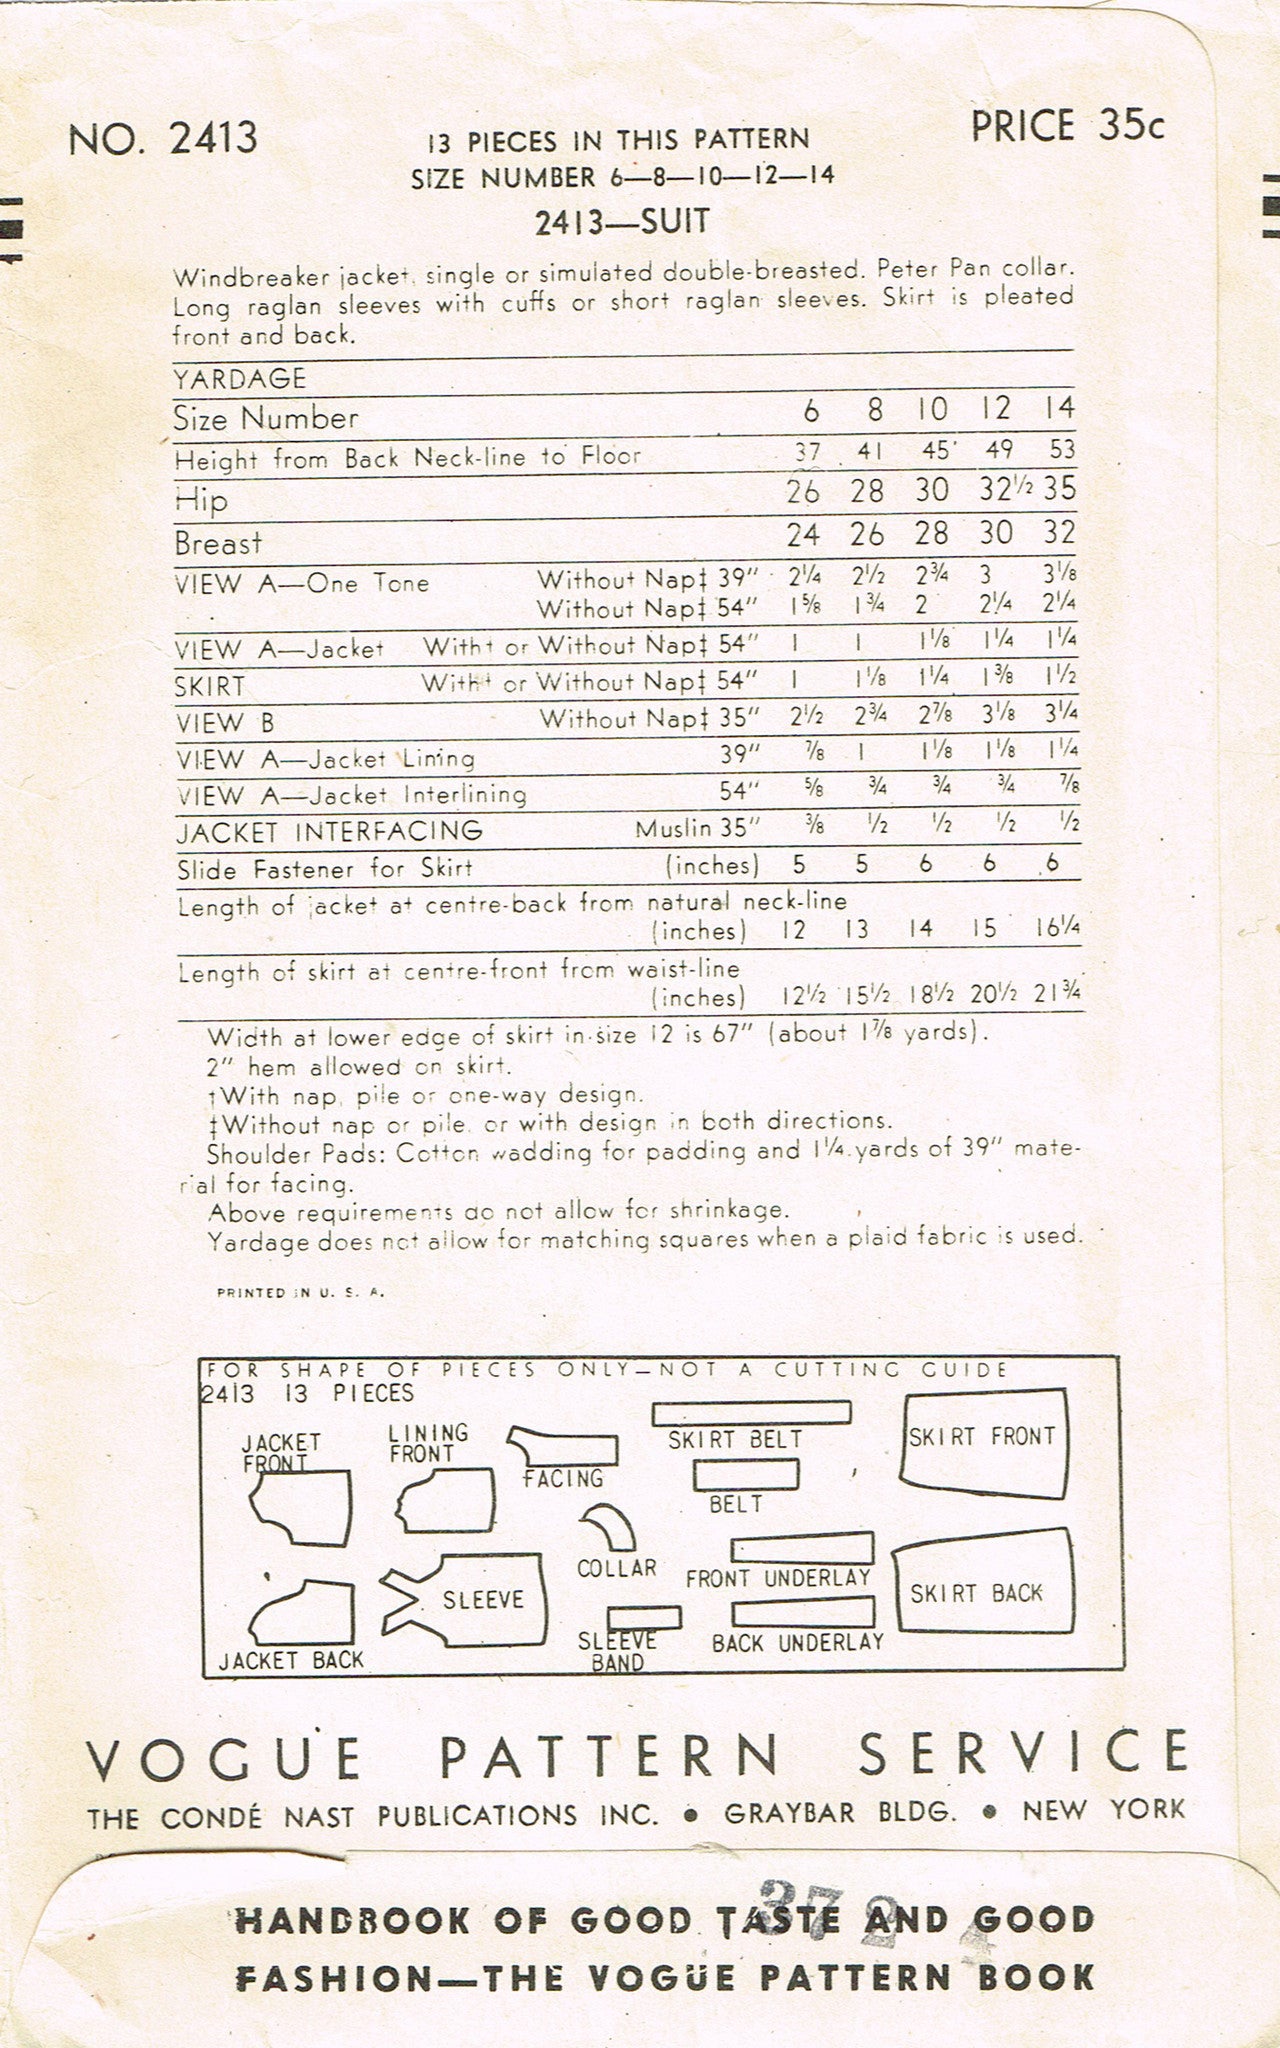 NO. 2413
13 PIECES IN THIS PATTERN
PRICE 35c
SIZE NUMBER 6—8—10—12—14
2413—SUIT
Windbreaker jacket, single or simulated double-breasted. Peter Pan collar.
Long raglan sleeves with cuffs or short raglan sleeves. Skirt is pleated
front and back.
YARDAGE
Size Number 6 8 10 12 14
Height from Back Neck-line to Floor 37 41 45 49 53
Hip 26 28 30 32½ 35
Breast 24 26 28 30 32
VIEW A—One Tone Without Nap‡ 39" 2¼ 2½ 2¾ 3 3⅛
Without Nap‡ 54" 1⅝ 1¾ 2 2¼ 2¼
VIEW A—Jacket With† or Without Nap‡ 54" 1 1 1⅛ 1¼ 1¼
SKIRT With† or Without Nap‡ 54" 1 1⅛ 1¼ 1⅜ 1½
VIEW B Without Nap‡ 35" 2½ 2¾ 2⅞ 3⅛ 3¼
VIEW A—Jacket Lining 39" ⅞ 1 1⅛ 1⅛ 1¼
VIEW A—Jacket Interlining 54" ⅝ ¾ ¾ ¾ ⅞
JACKET INTERFACING Muslin 35" ⅜ ½ ½ ½ ½
Slide Fastener for Skirt (inches) 5 5 6 6 6
Length of jacket at centre-back from natural neck-line
(inches) 12 13 14 15 16¼
Length of skirt at centre-front from waist-line
(inches) 12½ 15½ 18½ 20½ 21¾
Width at lower edge of skirt in size 12 is 67" (about 1⅞ yards).
2" hem allowed on skirt.
†With nap, pile or one-way design.
‡Without nap or pile, or with design in both directions.
Shoulder Pads: Cotton wadding for padding and 1¼ yards of 39" mate-
rial for facing.
Above requirements do not allow for shrinkage.
Yardage does not allow for matching squares when a plaid fabric is used.
PRINTED IN U. S. A.
FOR SHAPE OF PIECES ONLY—NOT A CUTTING GUIDE
2413 13 PIECES
JACKET
FRONT
LINING
FRONT
FACING
SKIRT BELT
BELT
SKIRT FRONT
COLLAR
FRONT UNDERLAY
SLEEVE
SKIRT BACK
JACKET BACK
SLEEVE
BAND
BACK UNDERLAY
VOGUE PATTERN SERVICE
THE CONDÉ NAST PUBLICATIONS INC. • GRAYBAR BLDG. • NEW YORK
3724
HANDBOOK OF GOOD TASTE AND GOOD
FASHION—THE VOGUE PATTERN BOOK